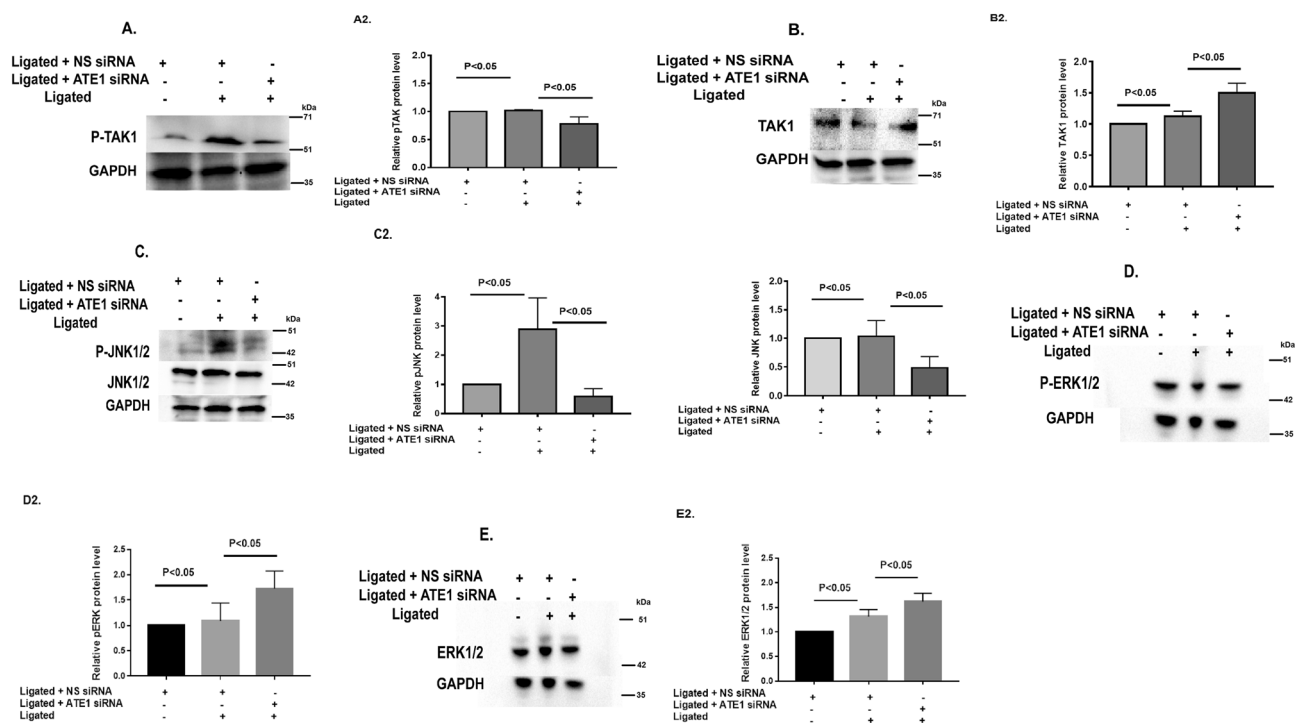 A.
Ligated + NS siRNA + + -
Ligated + ATE1 siRNA - - +
Ligated - + +
kDa
71
P-TAK1
51
GAPDH
35
A2.
Relative pTAK protein level
2.0
1.5
1.0
0.5
0.0
P<0.05
P<0.05
Ligated + NS siRNA + + -
Ligated + ATE1 siRNA - - +
Ligated - + +
B.
Ligated + NS siRNA + + -
Ligated + ATE1 siRNA - - +
Ligated - + +
kDa
71
TAK1
51
GAPDH
35
B2.
Relative TAK1 protein level
2.0
1.5
1.0
0.5
0.0
P<0.05
P<0.05
Ligated + NS siRNA + + -
Ligated + ATE1 siRNA - - +
Ligated - + +
C.
Ligated + NS siRNA + + -
Ligated + ATE1 siRNA - - +
Ligated - + +
kDa
51
P-JNK1/2
42
51
JNK1/2
42
GAPDH
35
C2.
Relative pJNK protein level
4
3
2
1
0
P<0.05
P<0.05
Ligated + NS siRNA + + -
Ligated + ATE1 siRNA - - +
Ligated - + +
Relative JNK protein level
2.0
1.5
1.0
0.5
0.0
P<0.05
P<0.05
Ligated + NS siRNA + + -
Ligated + ATE1 siRNA - - +
Ligated - + +
D.
Ligated + NS siRNA + + -
Ligated + ATE1 siRNA - - +
Ligated - + +
kDa
51
P-ERK1/2
42
GAPDH
35
D2.
Relative pERK protein level
2.5
2.0
1.5
1.0
0.5
0.0
P<0.05
P<0.05
Ligated + NS siRNA + + -
Ligated + ATE1 siRNA - - +
Ligated - + +
E.
Ligated + NS siRNA + + -
Ligated + ATE1 siRNA - - +
Ligated - + +
kDa
51
ERK1/2
42
GAPDH
35
E2.
Relative ERK1/2 protein level
2.5
2.0
1.5
1.0
0.5
0.0
P<0.05
P<0.05
Ligated + NS siRNA + + -
Ligated + ATE1 siRNA - - +
Ligated - + +